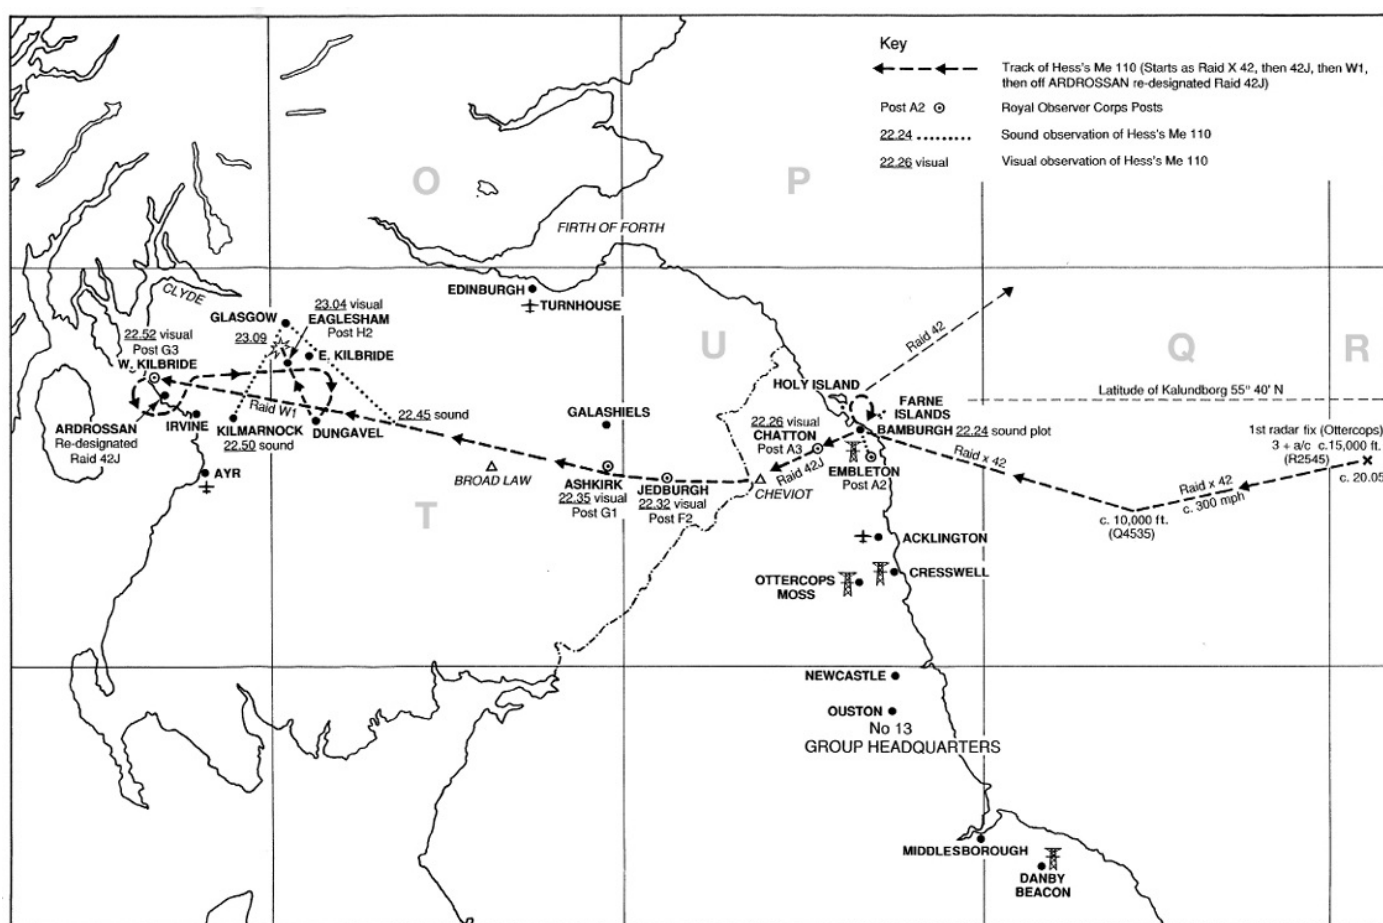 Key
Track of Hess's Me 110 (Starts as Raid X 42, then 42J, then W1,
then off ARDROSSAN re-designated Raid 42J)
Post A2
Royal Observer Corps Posts
22.24
Sound observation of Hess's Me 110
22.26 visual
Visual observation of Hess's Me 110
O
P
FIRTH OF FORTH
CLYDE
EDINBURGH
TURNHOUSE
23.04 visual
EAGLESHAM
Post H2
GLASGOW
23.09
E. KILBRIDE
22.52 visual
Post G3
W. KILBRIDE
Raid 42
U
Q
R
HOLY ISLAND
Latitude of Kalundborg 55° 40' N
FARNE
ISLANDS
BAMBURGH 22.24 sound plot
1st radar fix (Ottercops)
3 + a/c c.15,000 ft.
(R2545)
c. 20.05
Raid W1
22.45 sound
GALASHIELS
22.26 visual
CHATTON
Post A3
ARDROSSAN
Re-designated
Raid 42J
IRVINE
KILMARNOCK
22.50 sound
DUNGAVEL
Raid x 42
Raid x 42
c. 300 mph
EMBLETON
Post A2
Raid 42J
CHEVIOT
BROAD LAW
AYR
ASHKIRK
22.35 visual
Post G1
JEDBURGH
22.32 visual
Post F2
T
c. 10,000 ft.
(Q4535)
ACKLINGTON
CRESSWELL
OTTERCOPS
MOSS
NEWCASTLE
OUSTON
No 13
GROUP HEADQUARTERS
MIDDLESBOROUGH
DANBY
BEACON